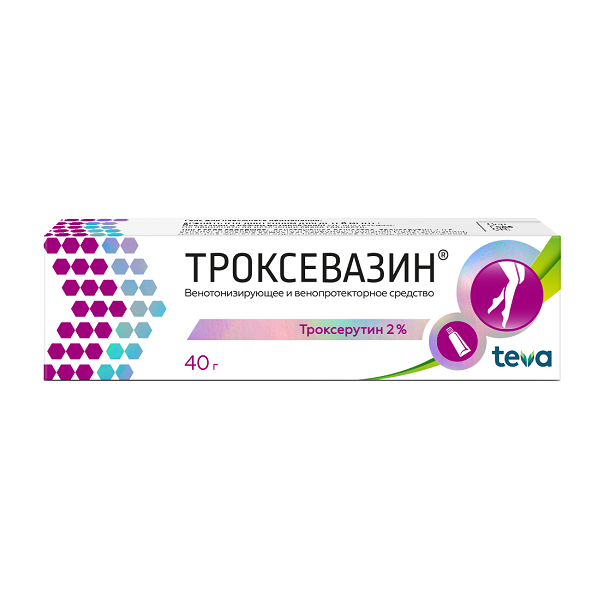 ТРОКСЕВАЗИН®
Венотонизирующее и венопротекторное средство
Троксерутин 2%
40 г
teva